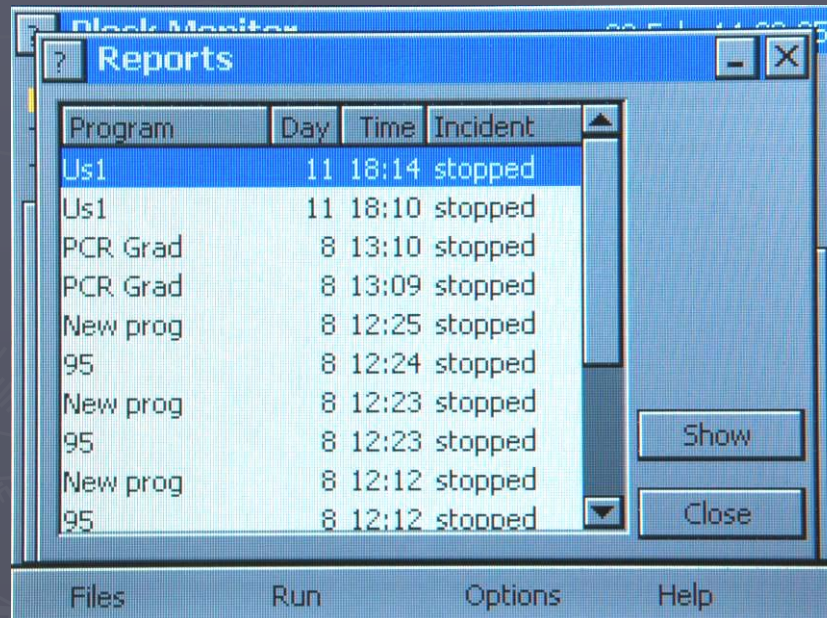 ? Block Monitor
? Reports
Program Day Time Incident
Us1 11 18:14 stopped
Us1 11 18:10 stopped
PCR Grad 8 13:10 stopped
PCR Grad 8 13:09 stopped
New prog 8 12:25 stopped
95 8 12:24 stopped
New prog 8 12:23 stopped
95 8 12:23 stopped
New prog 8 12:12 stopped
95 8 12:12 stopped
Show
Close
Files Run Options Help